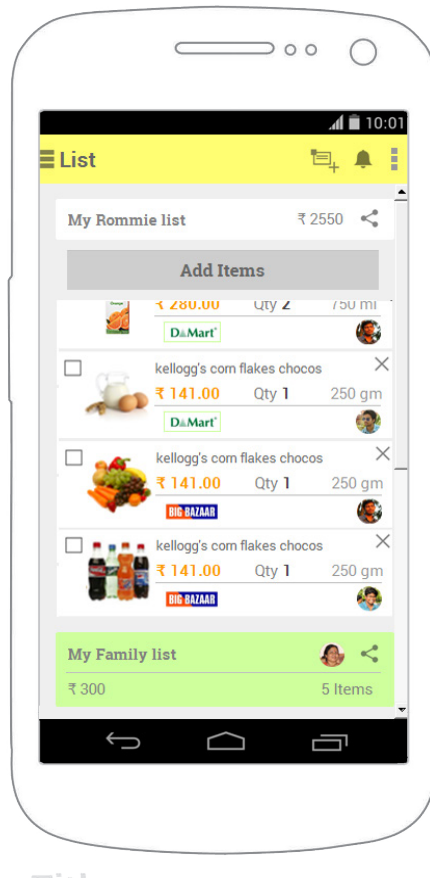 10:01
List
My Rommie list ₹ 2550
Add Items
₹ 280.00 Qty 2 750 ml
D Mart
kellogg's corn flakes chocos
₹ 141.00 Qty 1 250 gm
D Mart
kellogg's corn flakes chocos
₹ 141.00 Qty 1 250 gm
BIG BAZAAR
kellogg's corn flakes chocos
₹ 141.00 Qty 1 250 gm
BIG BAZAAR
My Family list
₹ 300 5 Items